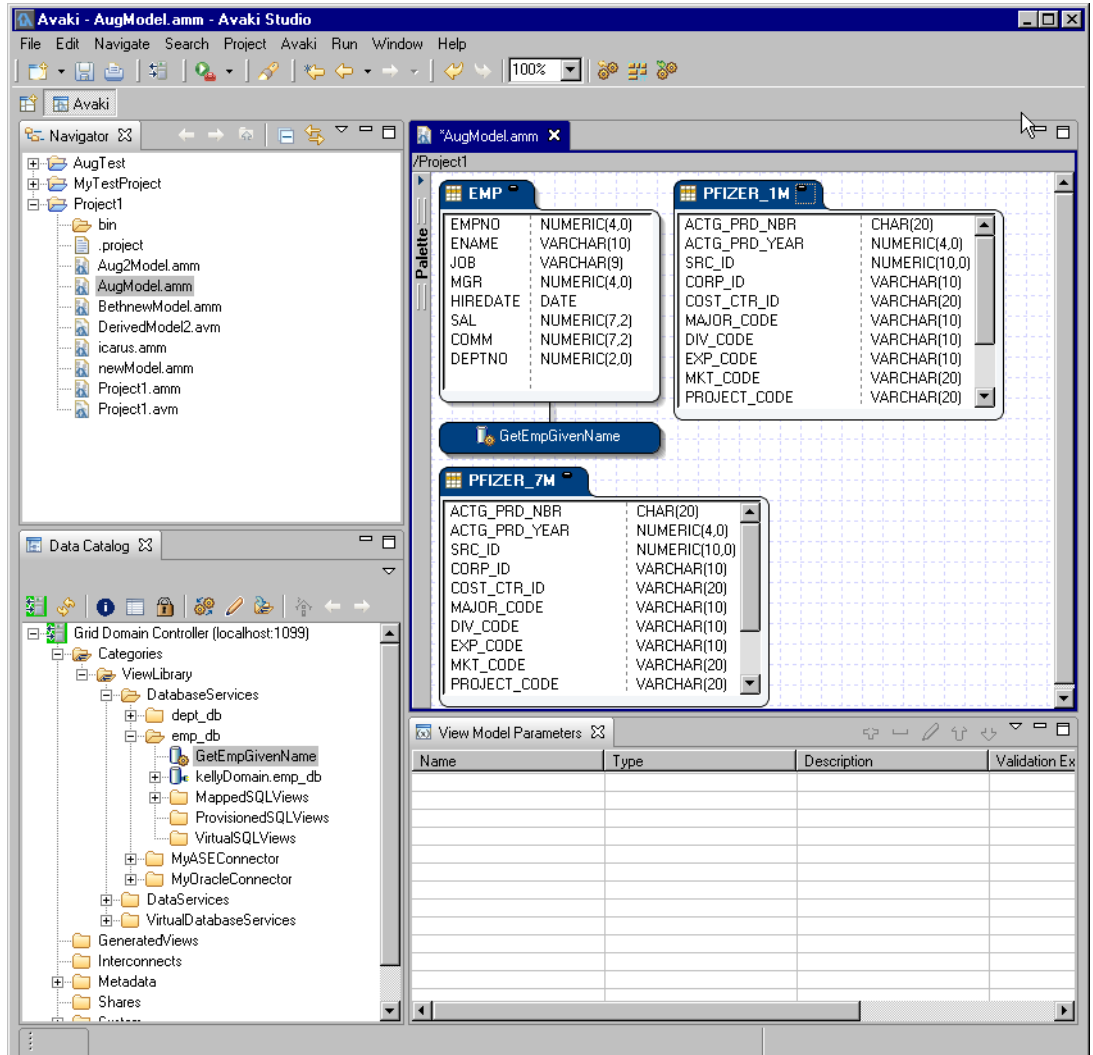 Avaki - AugModel.amm - Avaki Studio
File Edit Navigate Search Project Avaki Run Window Help
100%
Avaki
Navigator
AugTest
MyTestProject
Project1
bin
.project
Aug2Model.amm
AugModel.amm
BethnewModel.amm
DerivedModel2.avm
icarus.amm
newModel.amm
Project1.amm
Project1.avm
*AugModel.amm
/Project1
Palette
EMP
EMPNO NUMERIC(4,0)
ENAME VARCHAR(10)
JOB VARCHAR(9)
MGR NUMERIC(4,0)
HIREDATE DATE
SAL NUMERIC(7,2)
COMM NUMERIC(7,2)
DEPTNO NUMERIC(2,0)
PFIZER_1M
ACTG_PRD_NBR CHAR(20)
ACTG_PRD_YEAR NUMERIC(4,0)
SRC_ID NUMERIC(10,0)
CORP_ID VARCHAR(10)
COST_CTR_ID VARCHAR(20)
MAJOR_CODE VARCHAR(10)
DIV_CODE VARCHAR(10)
EXP_CODE VARCHAR(10)
MKT_CODE VARCHAR(20)
PROJECT_CODE VARCHAR(20)
GetEmpGivenName
PFIZER_7M
ACTG_PRD_NBR CHAR(20)
ACTG_PRD_YEAR NUMERIC(4,0)
SRC_ID NUMERIC(10,0)
CORP_ID VARCHAR(10)
COST_CTR_ID VARCHAR(20)
MAJOR_CODE VARCHAR(10)
DIV_CODE VARCHAR(10)
EXP_CODE VARCHAR(10)
MKT_CODE VARCHAR(20)
PROJECT_CODE VARCHAR(20)
Data Catalog
Grid Domain Controller (localhost:1099)
Categories
ViewLibrary
DatabaseServices
dept_db
emp_db
GetEmpGivenName
kellyDomain.emp_db
MappedSQLViews
ProvisionedSQLViews
VirtualSQLViews
MyASEConnector
MyOracleConnector
DataServices
VirtualDatabaseServices
GeneratedViews
Interconnects
Metadata
Shares
View Model Parameters
Name Type Description Validation Ex